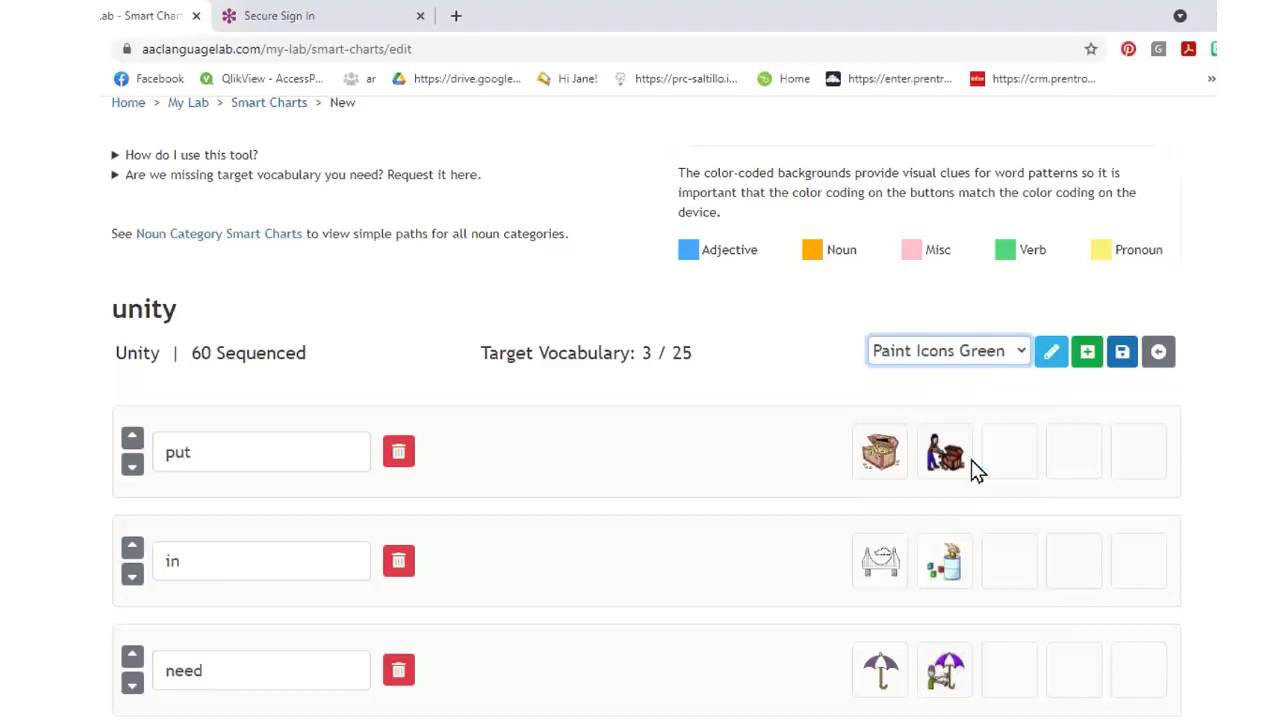 .ab - Smart Char
Secure Sign In
aaclanguagelab.com/my-lab/smart-charts/edit
Facebook
QlikView - AccessP...
ar
https://drive.google...
Hi Jane!
https://prc-saltillo.i...
Home
https://enter.prentr...
https://crm.prentro...
»
Home > My Lab > Smart Charts > New
How do I use this tool?
Are we missing target vocabulary you need? Request it here.
The color-coded backgrounds provide visual clues for word patterns so it is
important that the color coding on the buttons match the color coding on the
device.
See Noun Category Smart Charts to view simple paths for all noun categories.
Adjective
Noun
Misc
Verb
Pronoun
unity
Unity | 60 Sequenced
Target Vocabulary: 3 / 25
Paint Icons Green
put
in
need